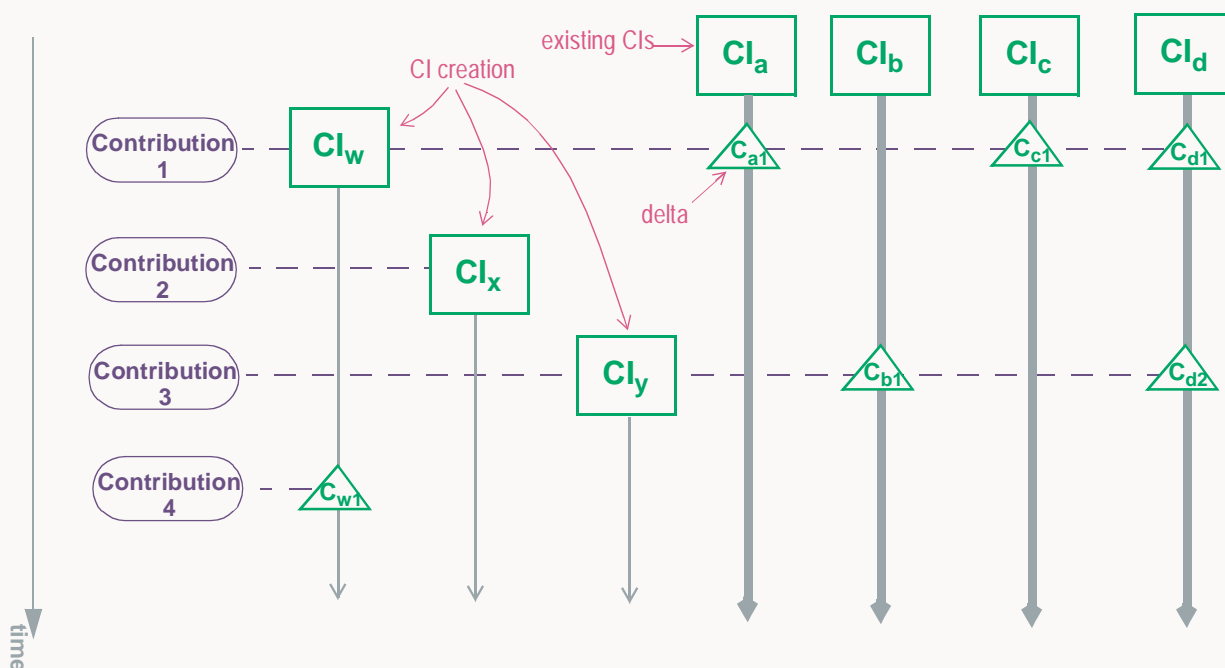 existing CIs
CIa
CIb
CIc
CId
CI creation
Contribution
1
CIw
Ca1
Cc1
Cd1
delta
Contribution
2
CIx
Contribution
3
CIy
Cb1
Cd2
Contribution
4
Cw1
time